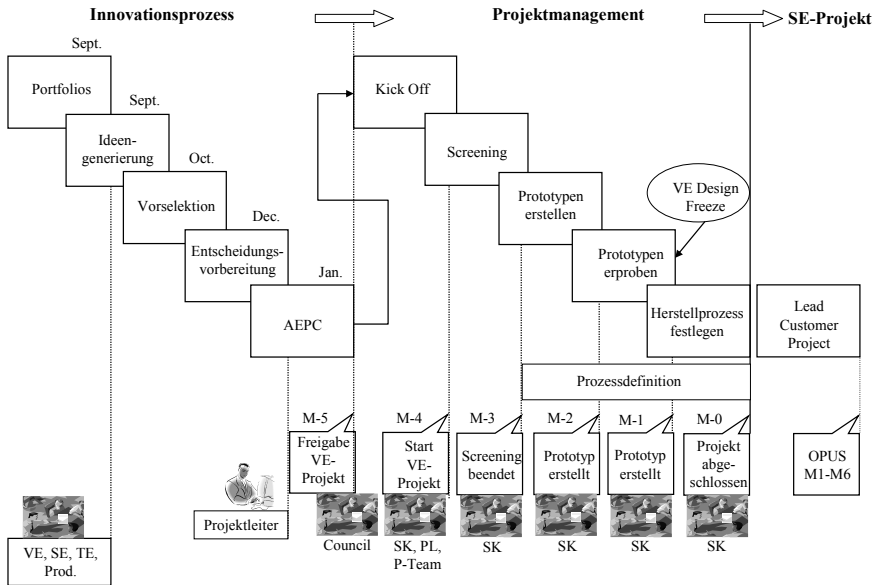 Innovationsprozess
Projektmanagement
SE-Projekt
Sept.
Portfolios
Sept.
Ideen-
generierung
Oct.
Vorselektion
Dec.
Entscheidungs-
vorbereitung
Jan.
AEPC
Kick Off
Screening
Prototypen
erstellen
VE Design
Freeze
Prototypen
erproben
Herstellprozess
festlegen
Lead
Customer
Project
Prozessdefinition
M-5
Freigabe
VE-
Projekt
M-4
Start
VE-
Projekt
M-3
Screening
beendet
M-2
Prototyp
erstellt
M-1
Prototyp
erstellt
M-0
Projekt
abge-
schlossen
OPUS
M1-M6
Projektleiter
VE, SE, TE,
Prod.
Council
SK, PL,
P-Team
SK
SK
SK
SK